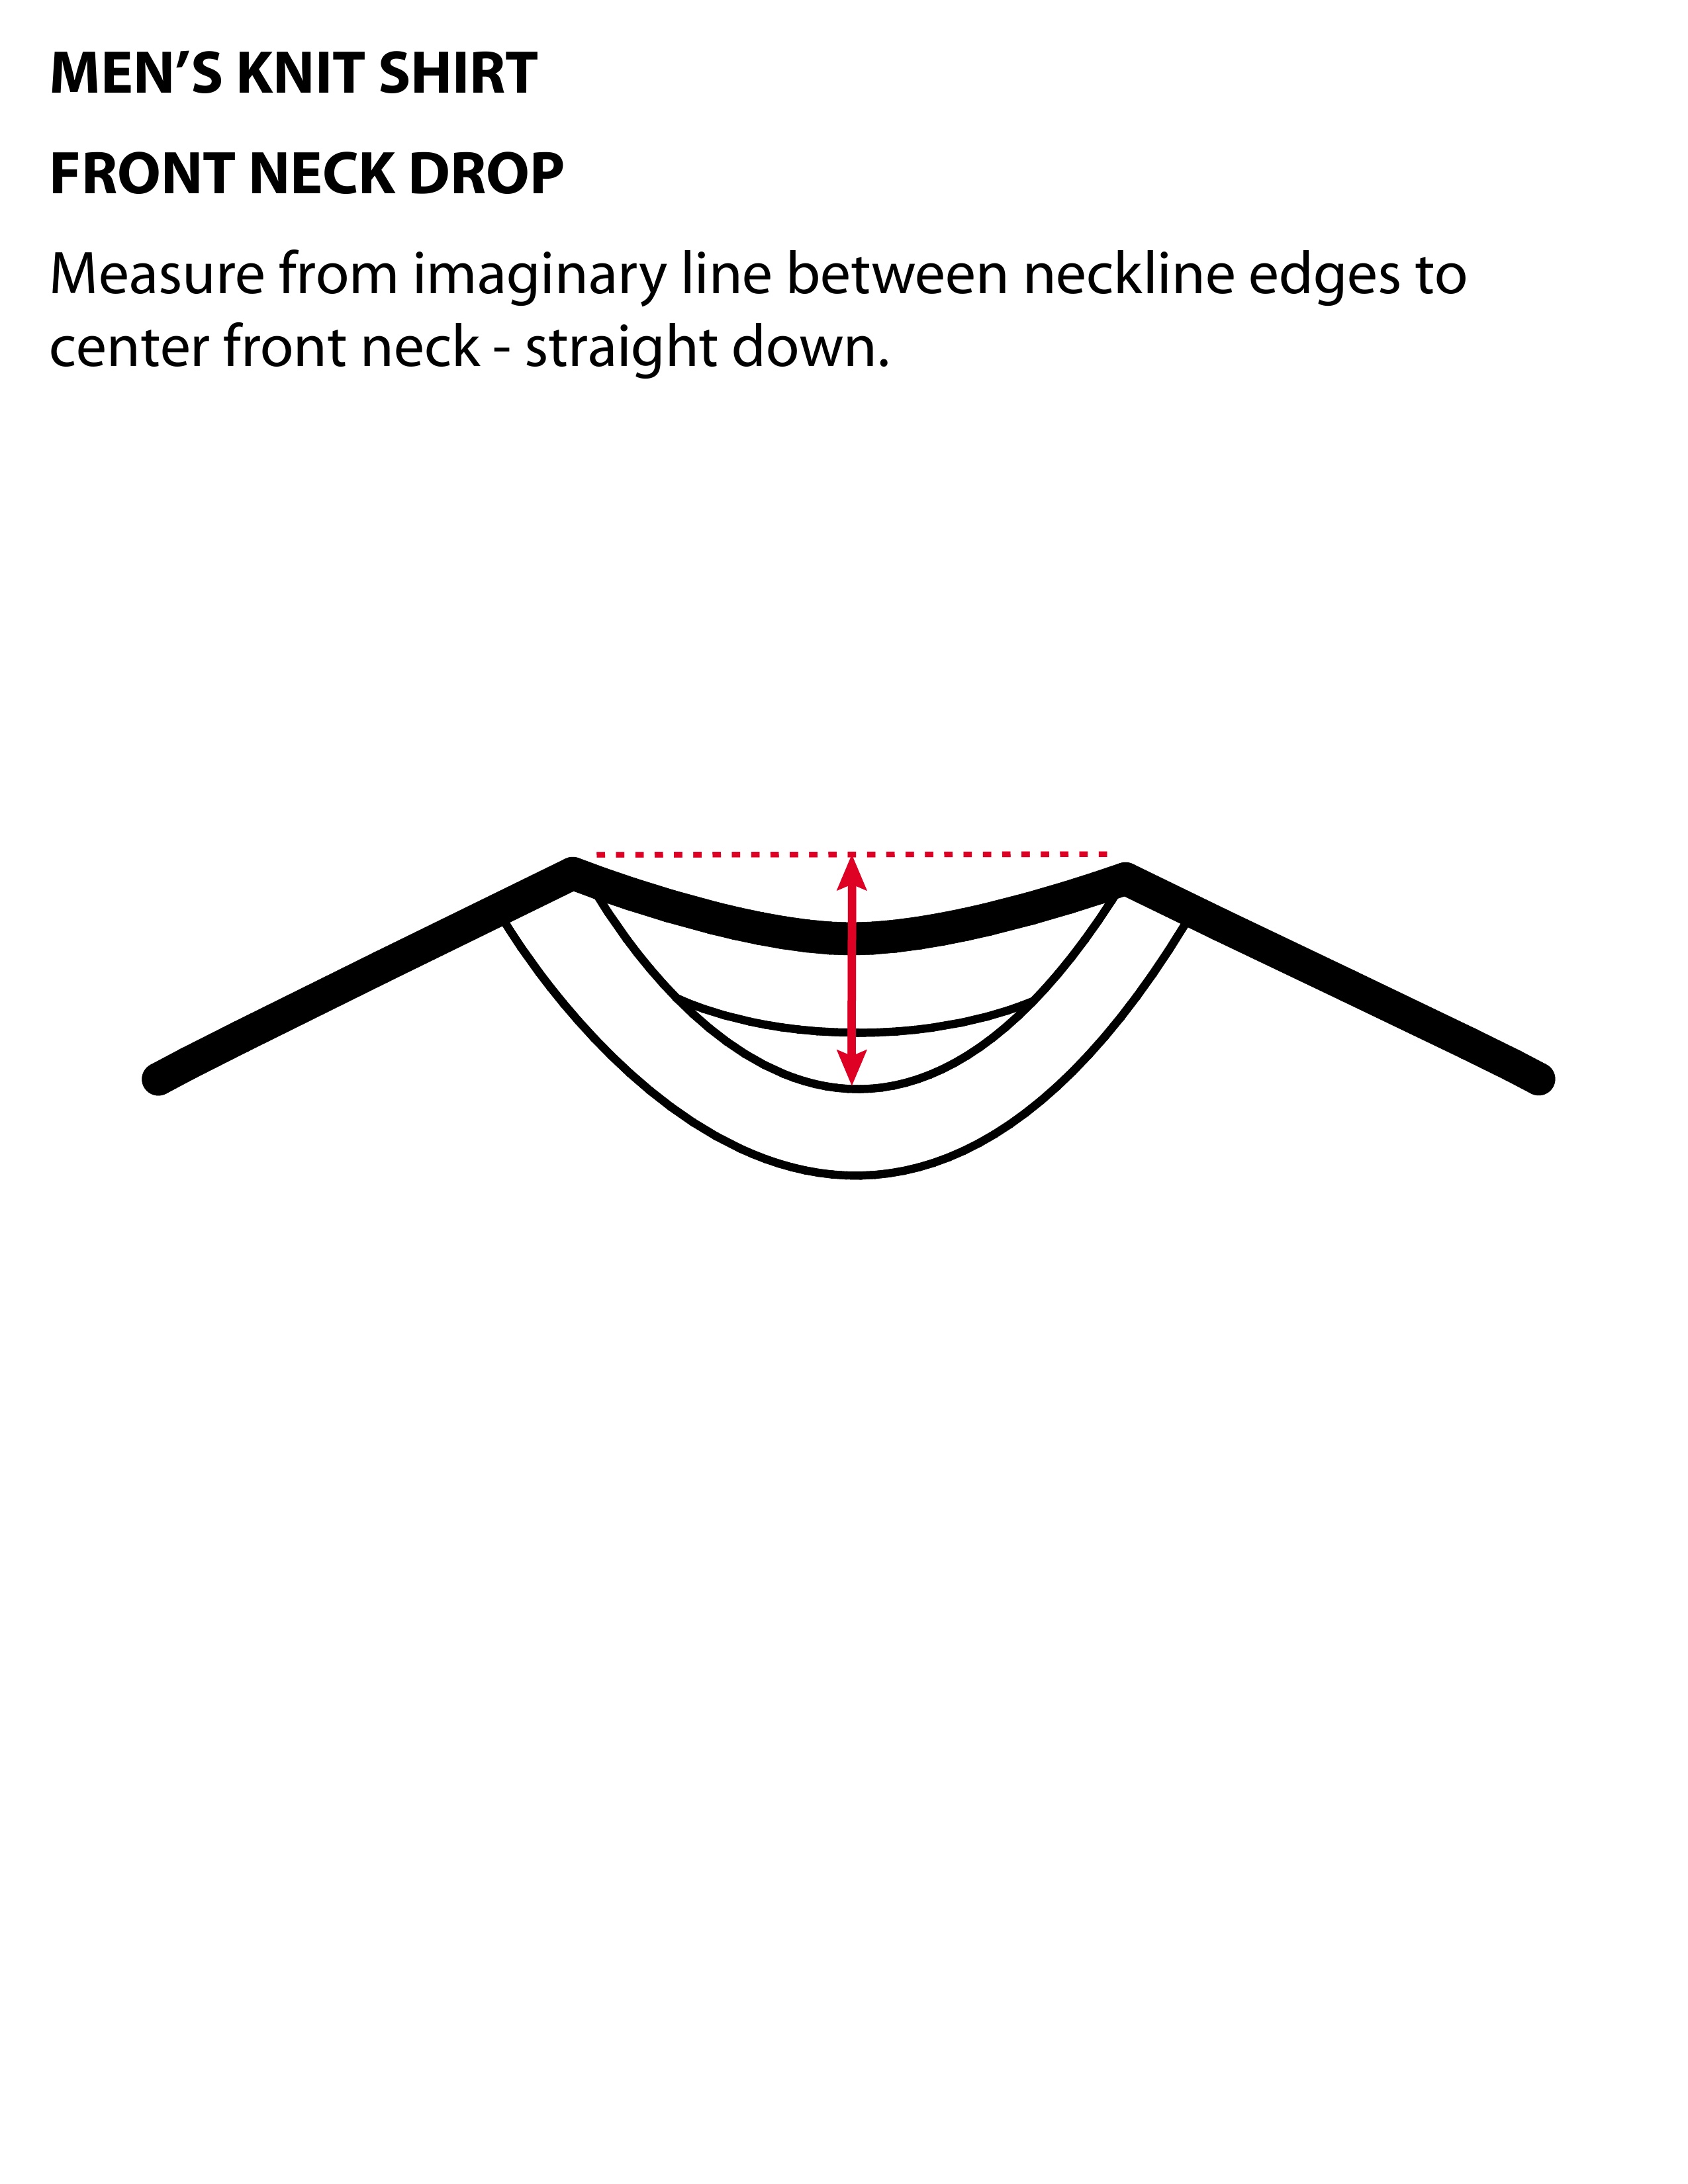 MEN’S KNIT SHIRT
FRONT NECK DROP
Measure from imaginary line between neckline edges to
center front neck - straight down.